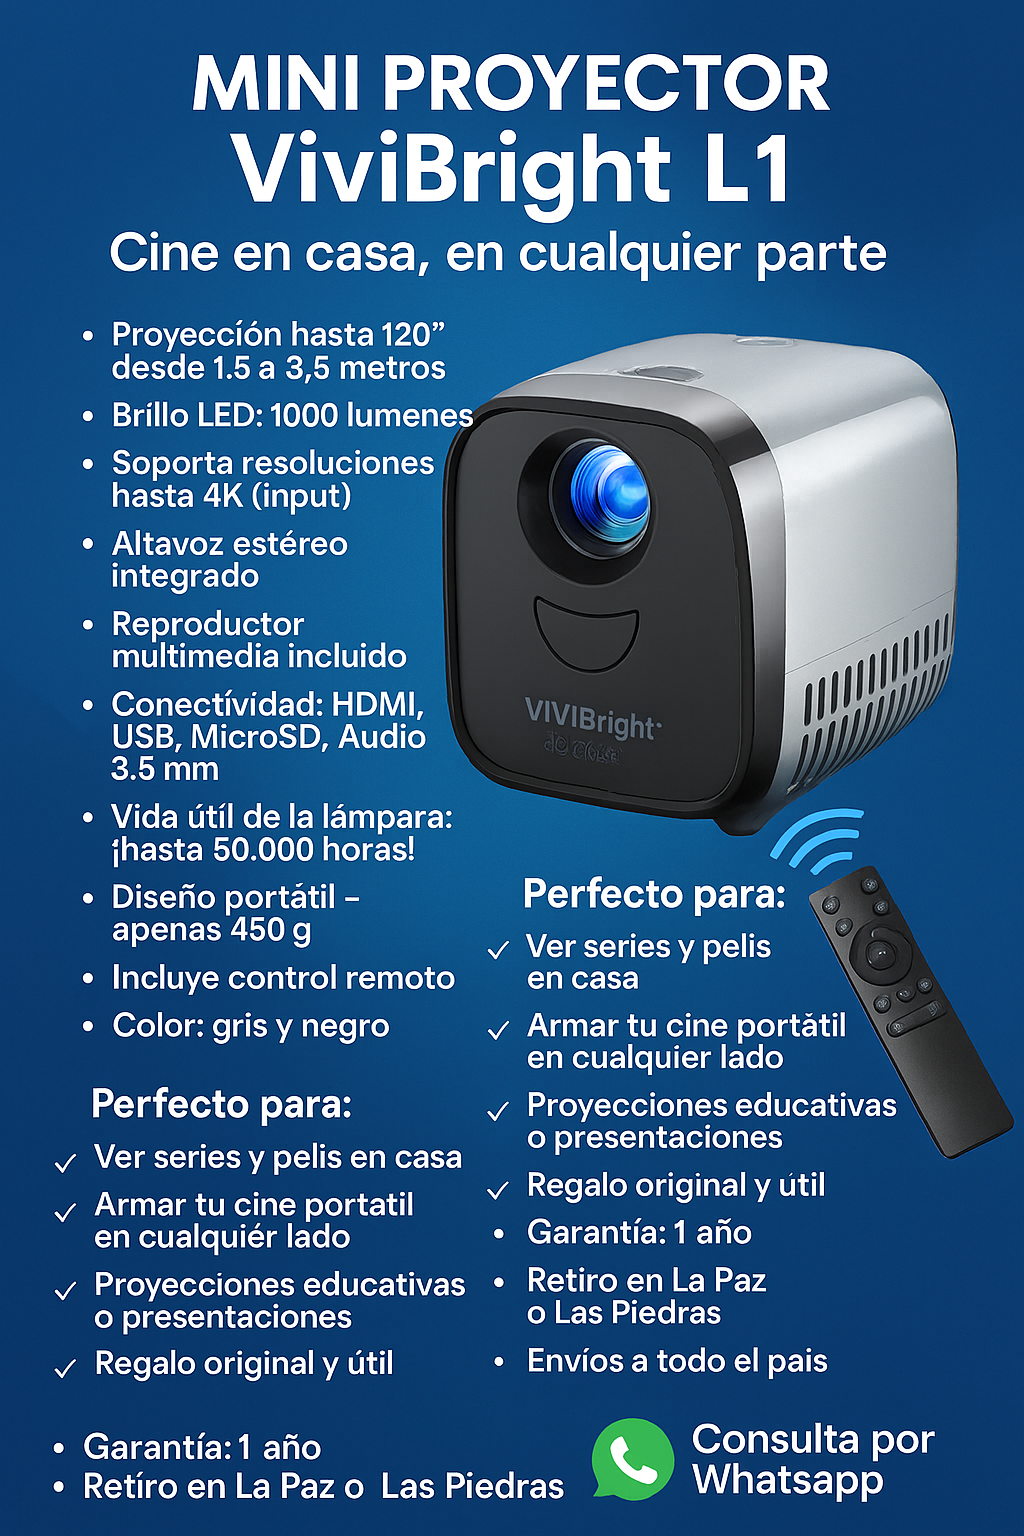 MINI PROYECTOR
ViviBright L1
Cine en casa, en cualquier parte
• Proyección hasta 120”
desde 1.5 a 3,5 metros
• Bríllo LED: 1000 lumenes
• Soporta resoluciones
hasta 4K (input)
• Altavoz estéreo
integrado
• Reproductor
multimedia incluido
• Conectívídad: HDMI,
USB, MicroSD, Audio
3.5 mm
• Vida útíl de la lámpara:
¡hasta 50.000 horas!
• Diseño portátil –
apenas 450 g
• Incluye control remoto
• Color: gris y negro
VIVIBright
Perfecto para:
✓ Ver series y pelis en casa
✓ Armar tu cine portatil
en cualquiér lado
✓ Proyecciones educativas
o presentaciones
✓ Regalo original y útil
• Garantía: 1 año
• Retíro en La Paz o Las Piedras
Perfecto para:
✓ Ver series y pelis
en casa
✓ Armar tu cine portátil
en cualquier lado
✓ Proyecciones educativas
o presentaciones
✓ Regalo original y útil
• Garantía: 1 año
• Retiro en La Paz
o Las Piedras
• Envíos a todo el pais
Consulta por
Whatsapp